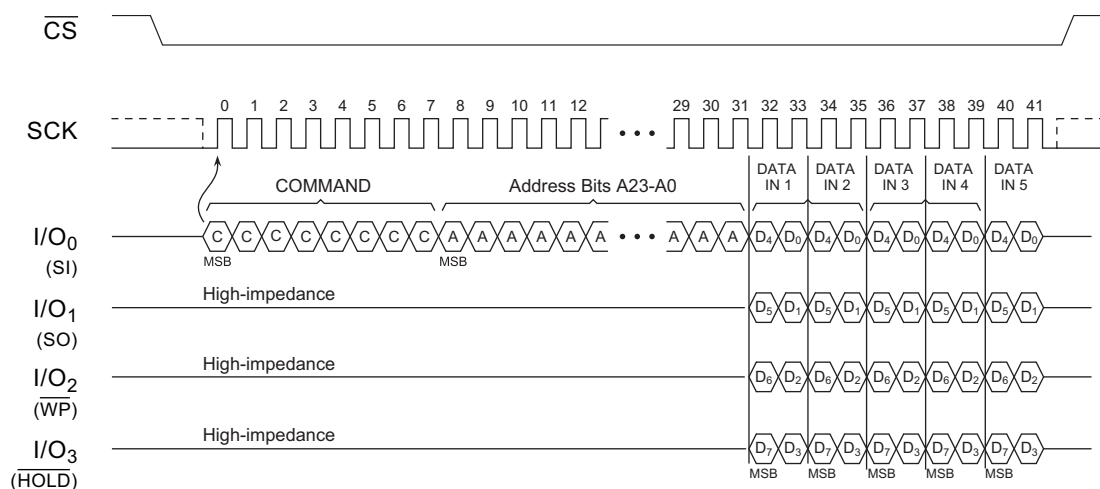 CS
0 1 2 3 4 5 6 7 8 9 10 11 12 29 30 31 32 33 34 35 36 37 38 39 40 41
SCK • • •
COMMAND Address Bits A23-A0 DATA IN 1 DATA IN 2 DATA IN 3 DATA IN 4 DATA IN 5
I/O0 C C C C C C C C A A A A A A • • • A A A D4 D0 D4 D0 D4 D0 D4 D0 D4 D0
(SI) MSB MSB
High-impedance
I/O1 D5 D1 D5 D1 D5 D1 D5 D1 D5 D1
(SO)
High-impedance
I/O2 D6 D2 D6 D2 D6 D2 D6 D2 D6 D2
(WP)
High-impedance
I/O3 D7 D3 D7 D3 D7 D3 D7 D3 D7 D3
(HOLD) MSB MSB MSB MSB MSB